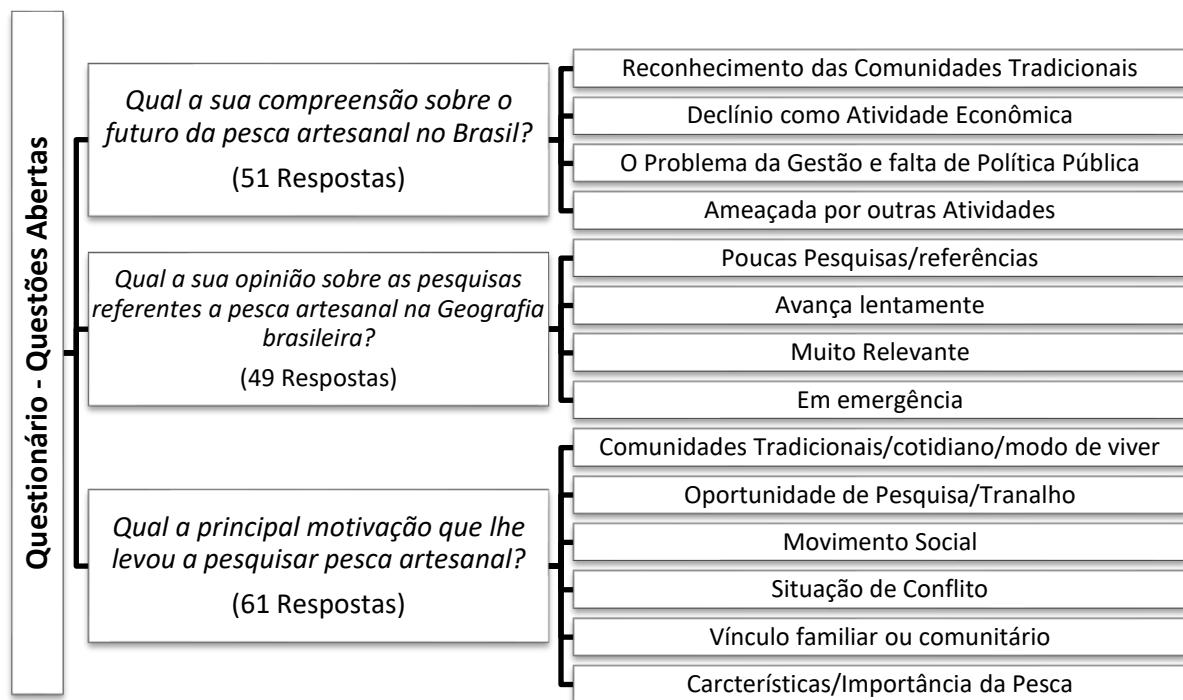 Questionário - Questões Abertas
Qual a sua compreensão sobre o
futuro da pesca artesanal no Brasil?
(51 Respostas)
Reconhecimento das Comunidades Tradicionais
Declínio como Atividade Econômica
O Problema da Gestão e falta de Política Pública
Ameaçada por outras Atividades
Qual a sua opinião sobre as pesquisas
referentes a pesca artesanal na Geografia
brasileira?
(49 Respostas)
Poucas Pesquisas/referências
Avança lentamente
Muito Relevante
Em emergência
Qual a principal motivação que lhe
levou a pesquisar pesca artesanal?
(61 Respostas)
Comunidades Tradicionais/cotidiano/modo de viver
Oportunidade de Pesquisa/Tranalho
Movimento Social
Situação de Conflito
Vínculo familiar ou comunitário
Carcterísticas/Importância da Pesca